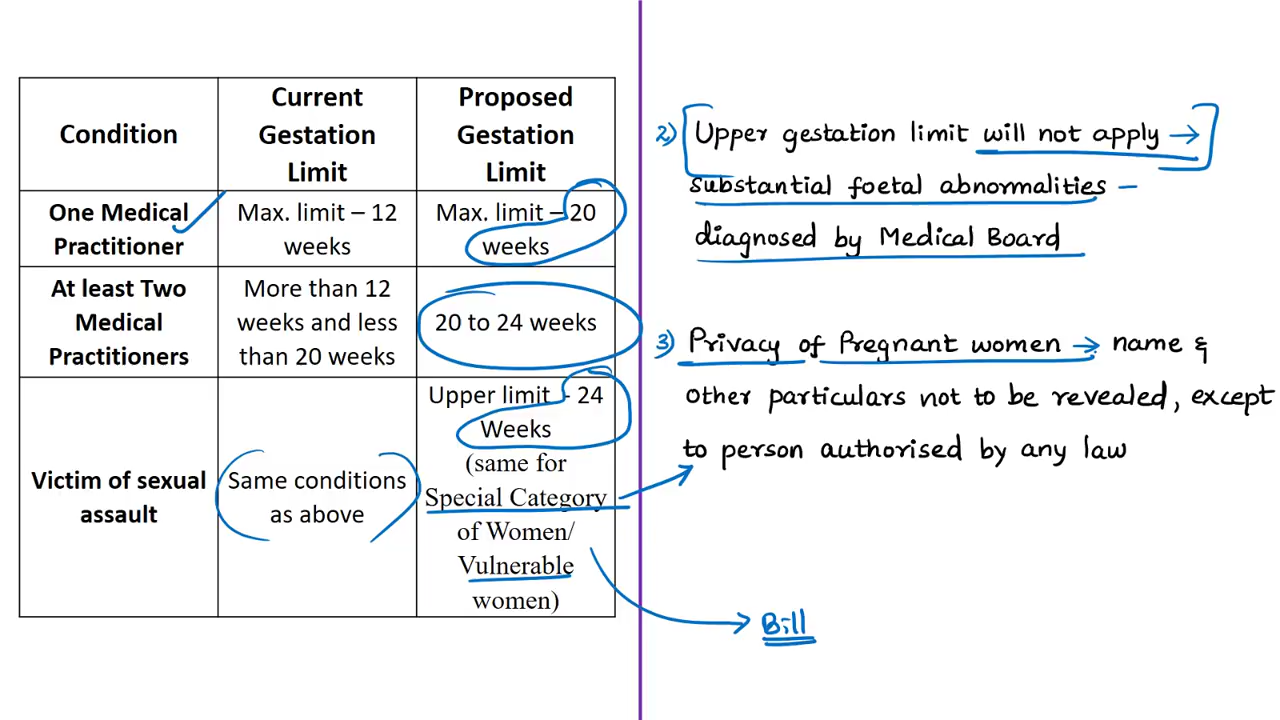 Condition
Current
Gestation
Limit
Proposed
Gestation
Limit
One Medical
Practitioner
Max. limit – 12
weeks
Max. limit – 20
weeks
At least Two
Medical
Practitioners
More than 12
weeks and less
than 20 weeks
20 to 24 weeks
Victim of sexual
assault
Same conditions
as above
Upper limit - 24
Weeks
(same for
Special Category
of Women/
Vulnerable
women)
2) Upper gestation limit will not apply →
substantial foetal abnormalities –
diagnosed by Medical Board
3) Privacy of Pregnant women → name &
other particulars not to be revealed, except
to person authorised by any law
Bill